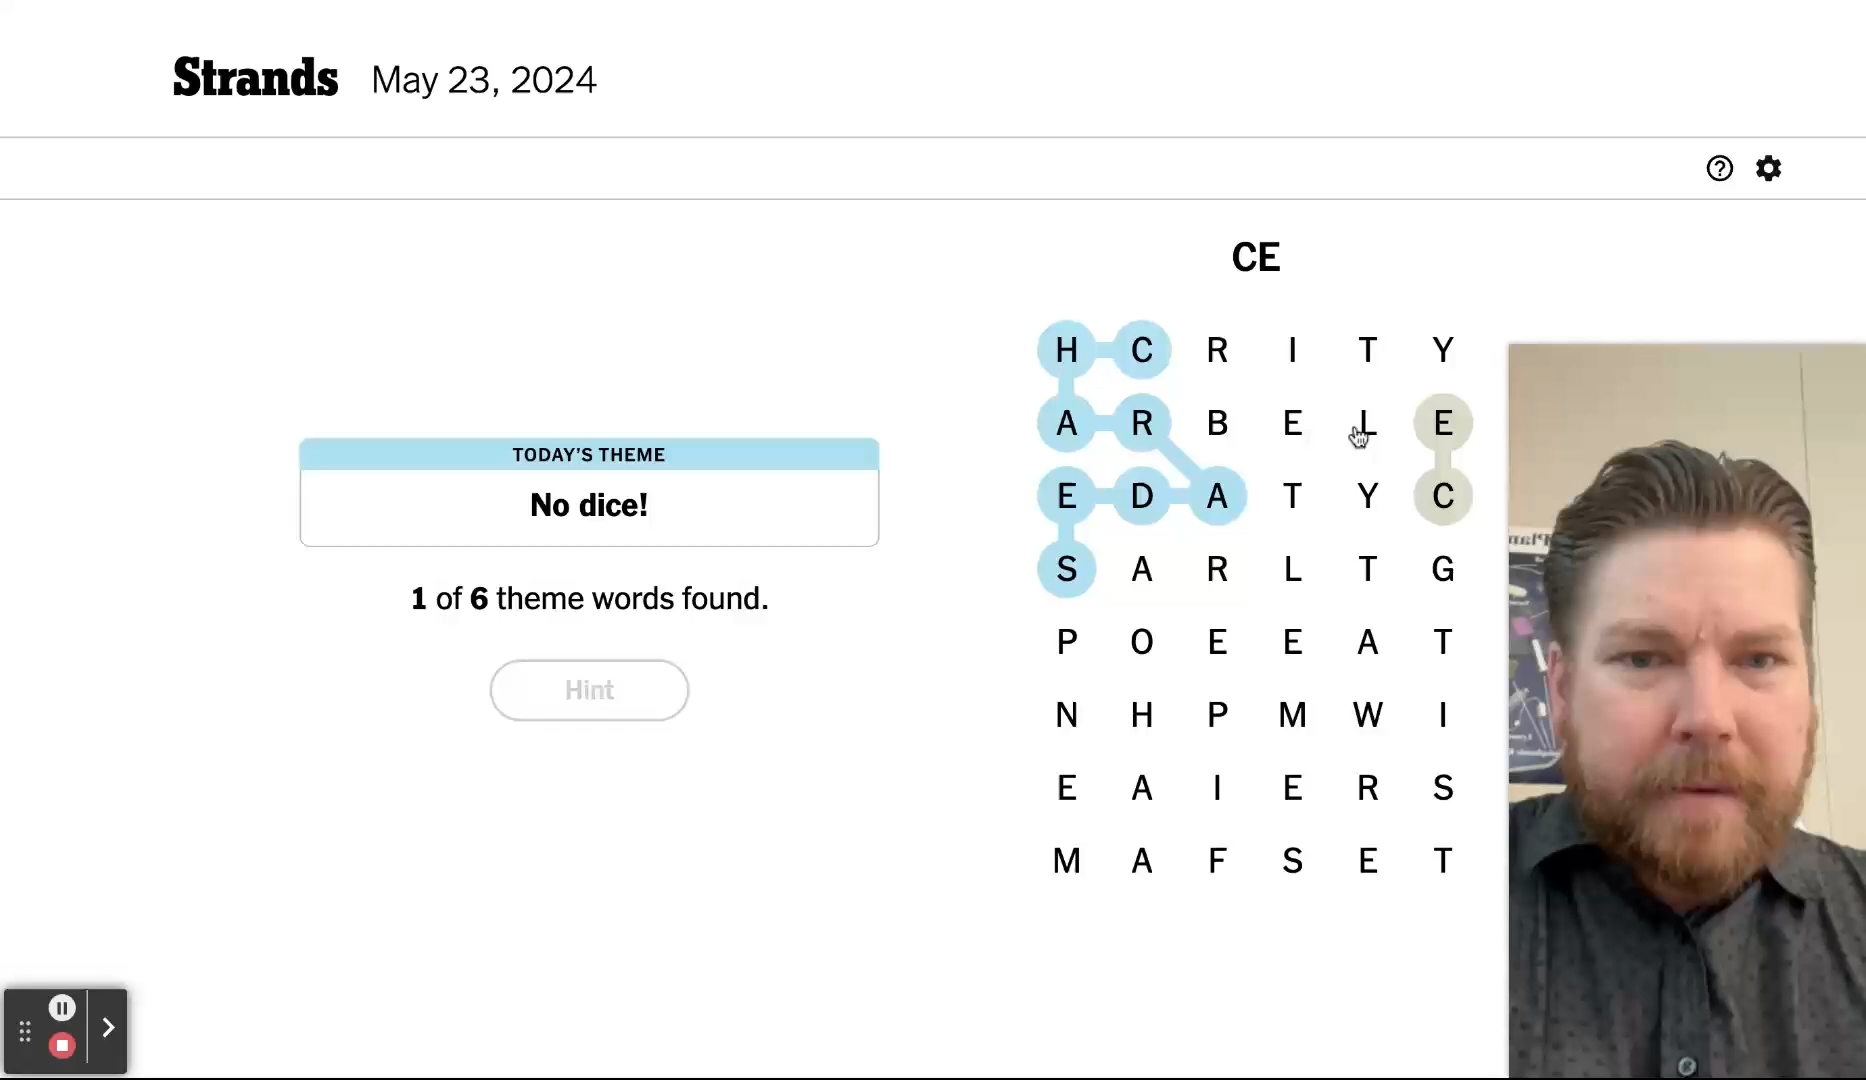 Strands May 23, 2024
CE
TODAY'S THEME
No dice!
1 of 6 theme words found.
Hint
H C R I T Y
A R B E L E
E D A T Y C
S A R L T G
P O E E A T
N H P M W I
E A I E R S
M A F S E T